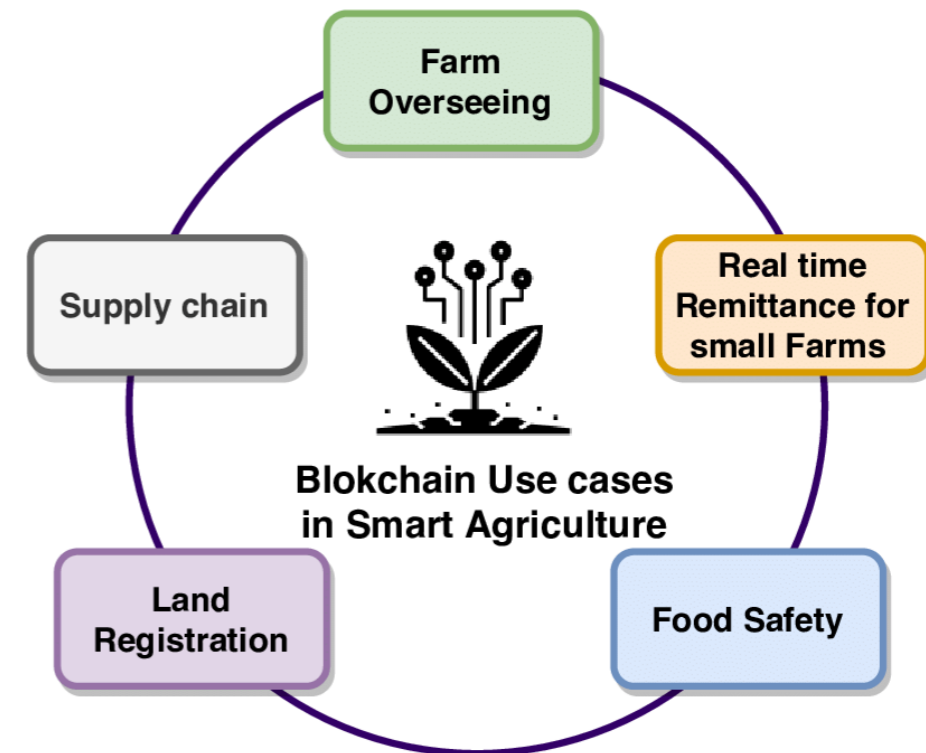 Farm
Overseeing
Supply chain
Real time
Remittance for
small Farms
Blokchain Use cases
in Smart Agriculture
Land
Registration
Food Safety